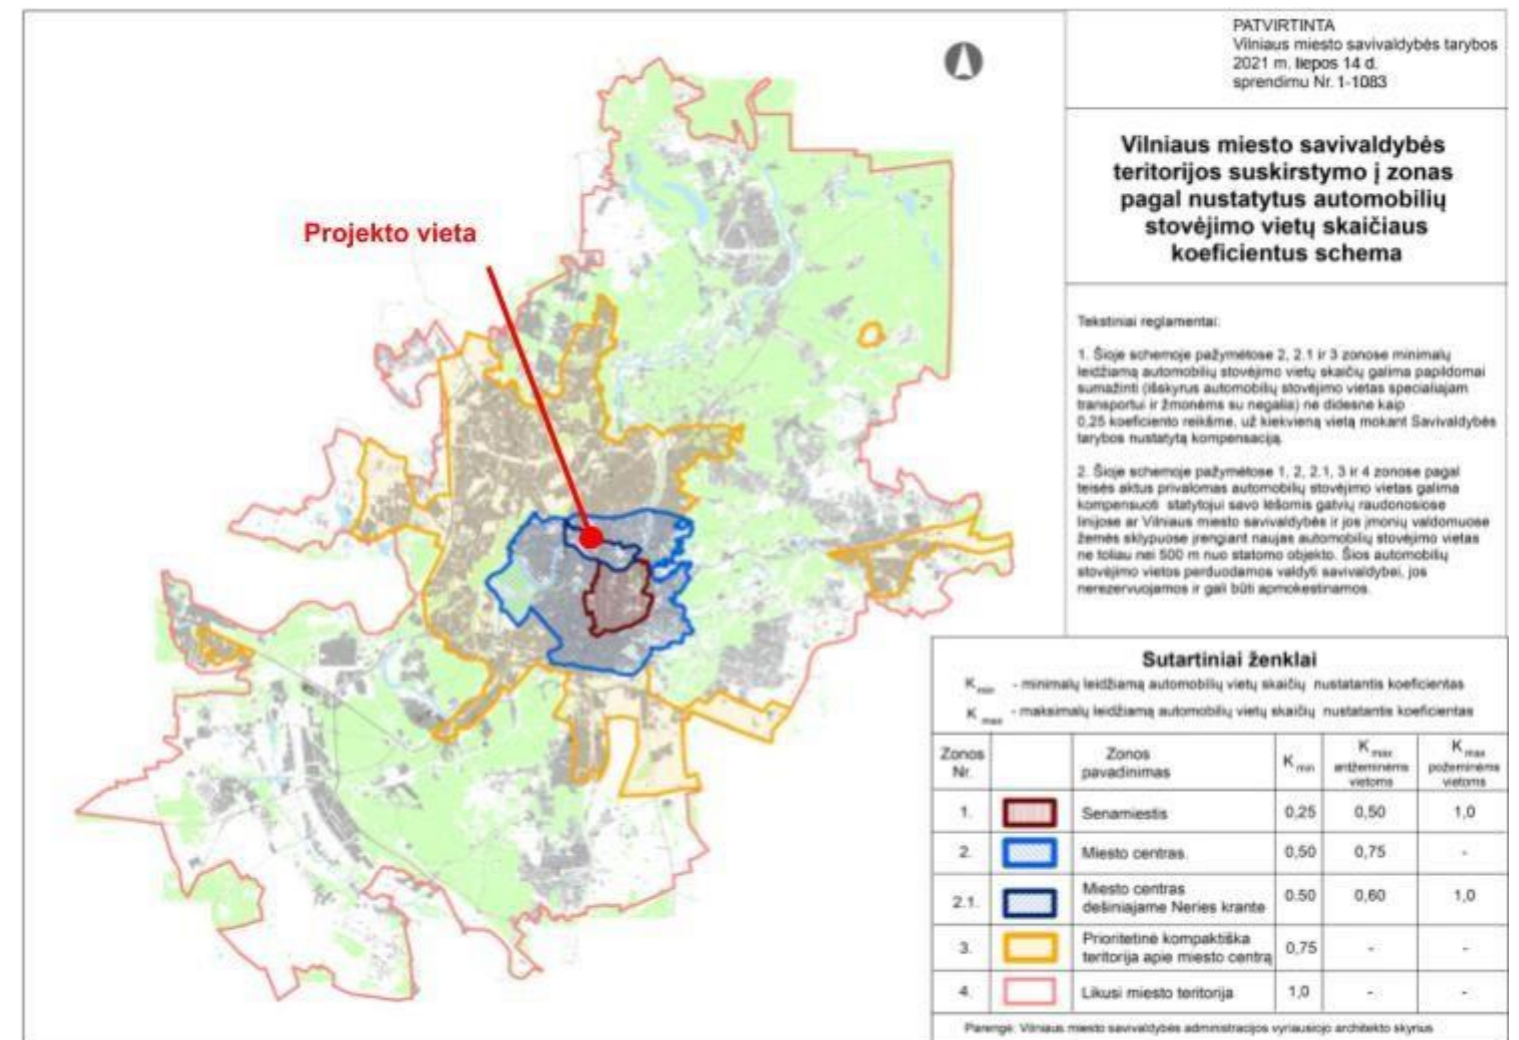 PATVIRTINTA
Vilniaus miesto savivaldybės tarybos
2021 m. liepos 14 d.
sprendimu Nr. 1-1083
Vilniaus miesto savivaldybės
teritorijos suskirstymo į zonas
pagal nustatytus automobilių
stovėjimo vietų skaičiaus
koeficientus schema
Projekto vieta
Tekstiniai reglamentai:
1. Šioje schemoje pažymėtose 2, 2.1 ir 3 zonose minimalų
leidžiamą automobilių stovėjimo vietų skaičių galima papildomai
sumažinti (išskyrus automobilių stovėjimo vietas specialiajam
transportui ir žmonėms su negalia) ne didesne kaip
0,25 koeficiento reikšme, už kiekvieną vietą mokant Savivaldybės
tarybos nustatytą kompensaciją.
2. Šioje schemoje pažymėtose 1, 2, 2.1, 3 ir 4 zonose pagal
teisės aktus privalomas automobilių stovėjimo vietas galima
kompensuoti statytojui savo lėšomis gatvių raudonosiose
linijose ar Vilniaus miesto savivaldybės ir jos įmonių valdomuose
žemės sklypuose įrengiant naujas automobilių stovėjimo vietas
ne toliau nei 500 m nuo statomo objekto. Šios automobilių
stovėjimo vietos perduodamos valdyti savivaldybei, jos
nerezervuojamos ir gali būti apmokestinamos.
Sutartiniai ženklai
K min - minimalų leidžiamą automobilių vietų skaičių nustatantis koeficientas
K max - maksimalų leidžiamą automobilių vietų skaičių nustatantis koeficientas
Zonos Nr. Zonos pavadinimas K min K max antžeminėms vietoms K max požeminėms vietoms
1. Senamiestis 0,25 0,50 1,0
2. Miesto centras. 0,50 0,75 -
2.1. Miesto centras dešiniajame Neries krante 0.50 0,60 1,0
3. Prioritetinė kompaktiška teritorija apie miesto centrą 0,75 - -
4. Likusi miesto teritorija 1,0 - -
Parengė: Vilniaus miesto savivaldybės administracijos vyriausiojo architekto skyrius